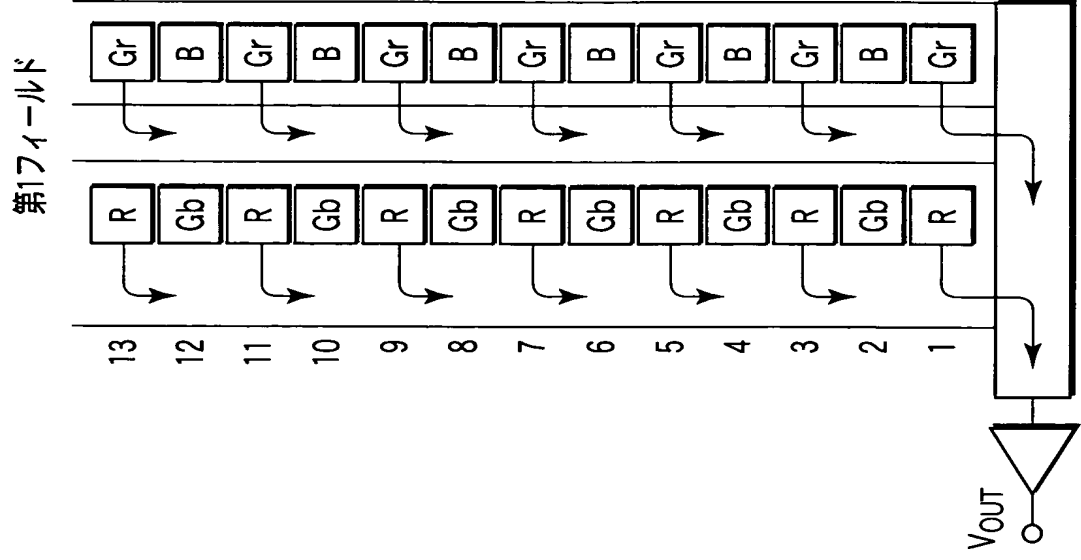 第1フィールド
13 R Gr
12 Gb B
11 R Gr
10 Gb B
9 R Gr
8 Gb B
7 R Gr
6 Gb B
5 R Gr
4 Gb B
3 R Gr
2 Gb B
1 R Gr
VOUT